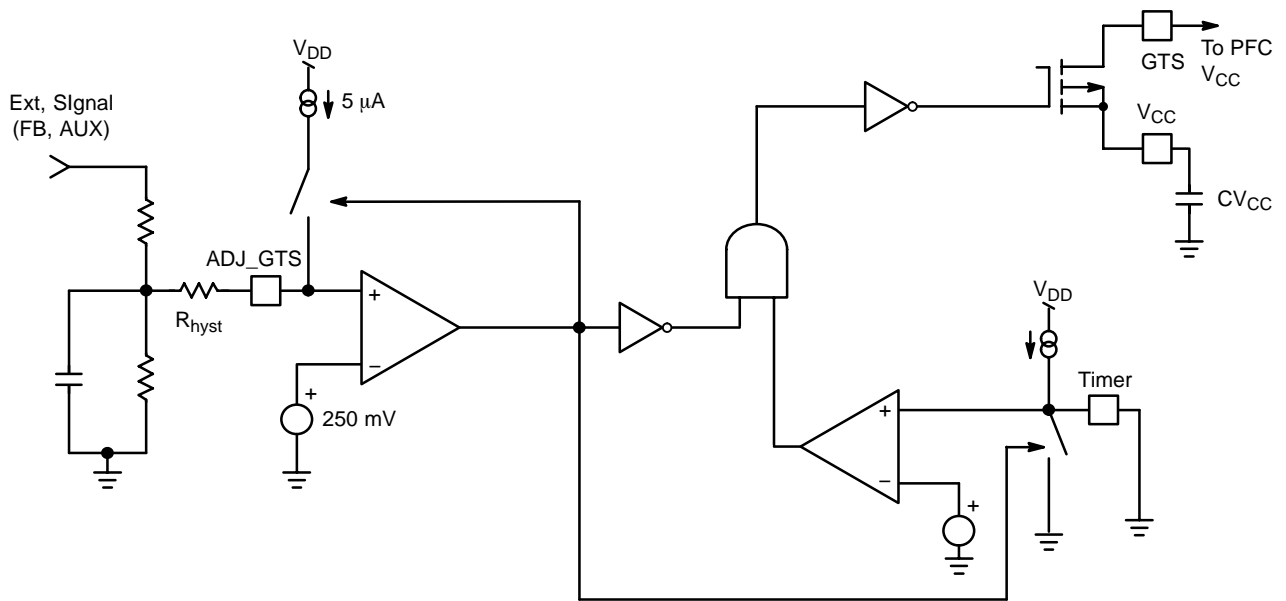 V_DD
5 μA
Ext, SIgnal
(FB, AUX)
ADJ_GTS
R_hyst
+
−
+
250 mV
GTS
To PFC
V_CC
V_CC
CV_CC
V_DD
Timer
+
−
+